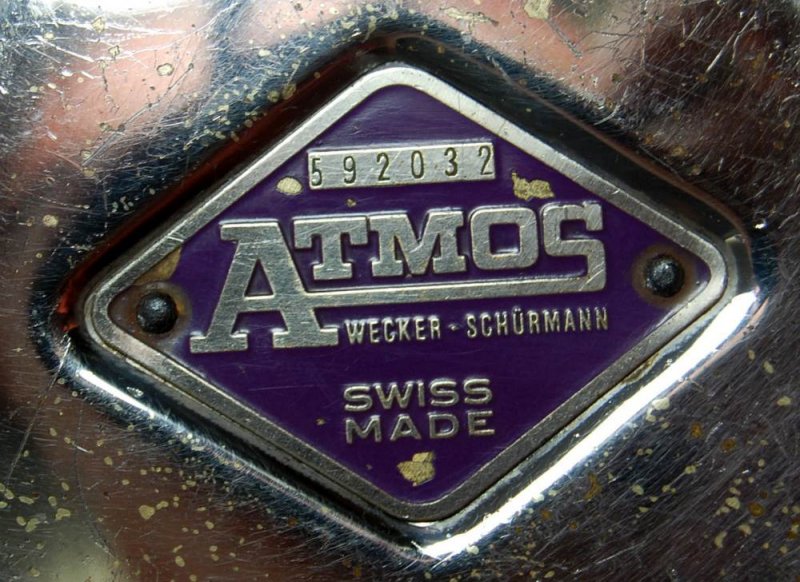 592032
ATMOS
WECKER-SCHÜRMANN
SWISS
MADE